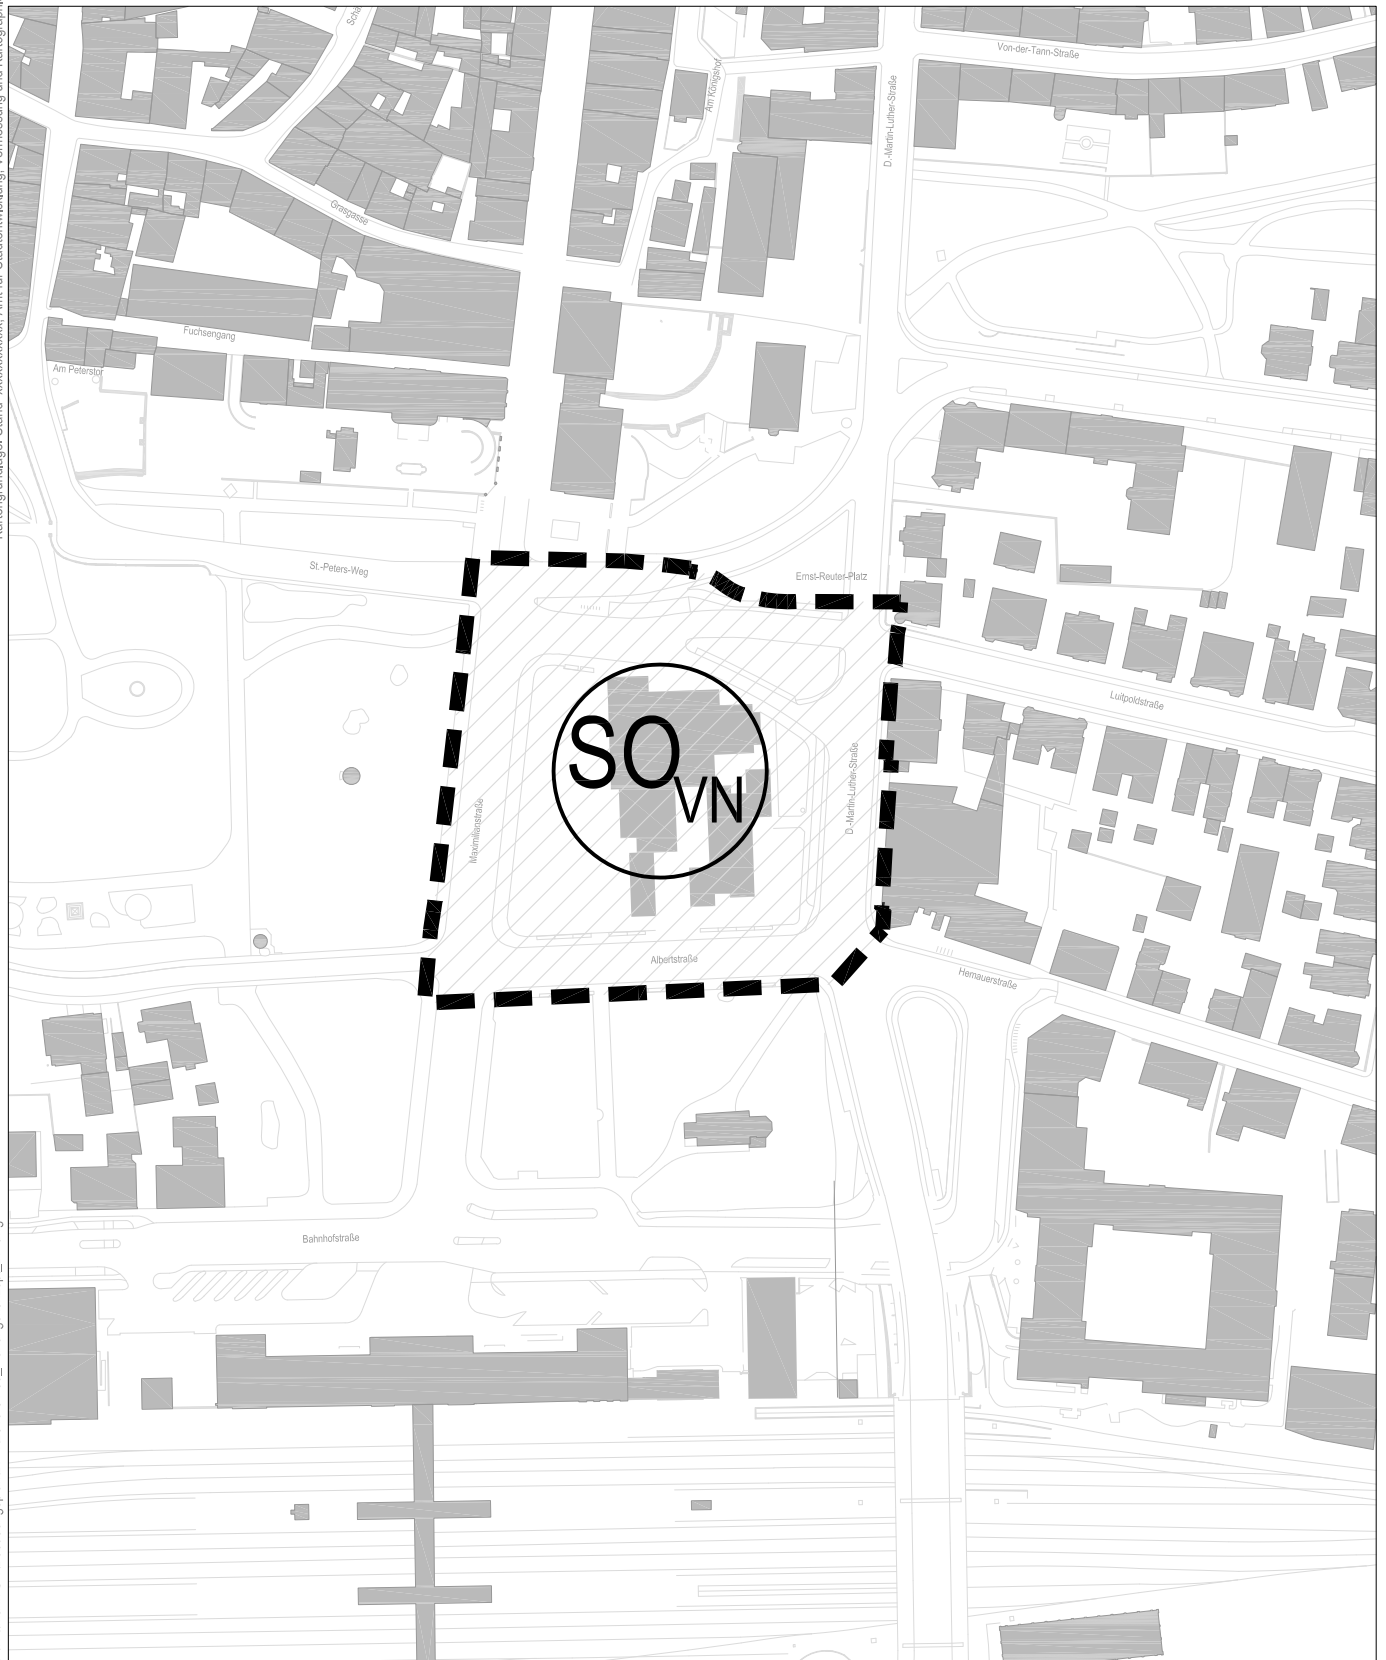 Von-der-Tann-Straße
Am Königshof
D.-Martin-Luther-Straße
Grasgasse
Fuchsengang
Am Peterstor
St.-Peters-Weg
Ernst-Reuter-Platz
Luitpoldstraße
SO
VN
Maximilianstraße
D.-Martin-Luther-Straße
Albertstraße
Hemauerstraße
Bahnhofstraße